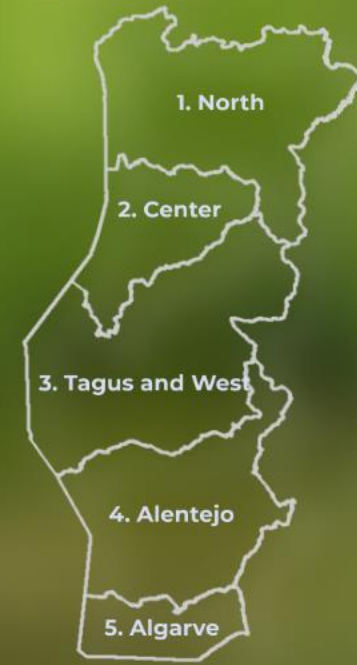 1. North
2. Center
3. Tagus and West
4. Alentejo
5. Algarve